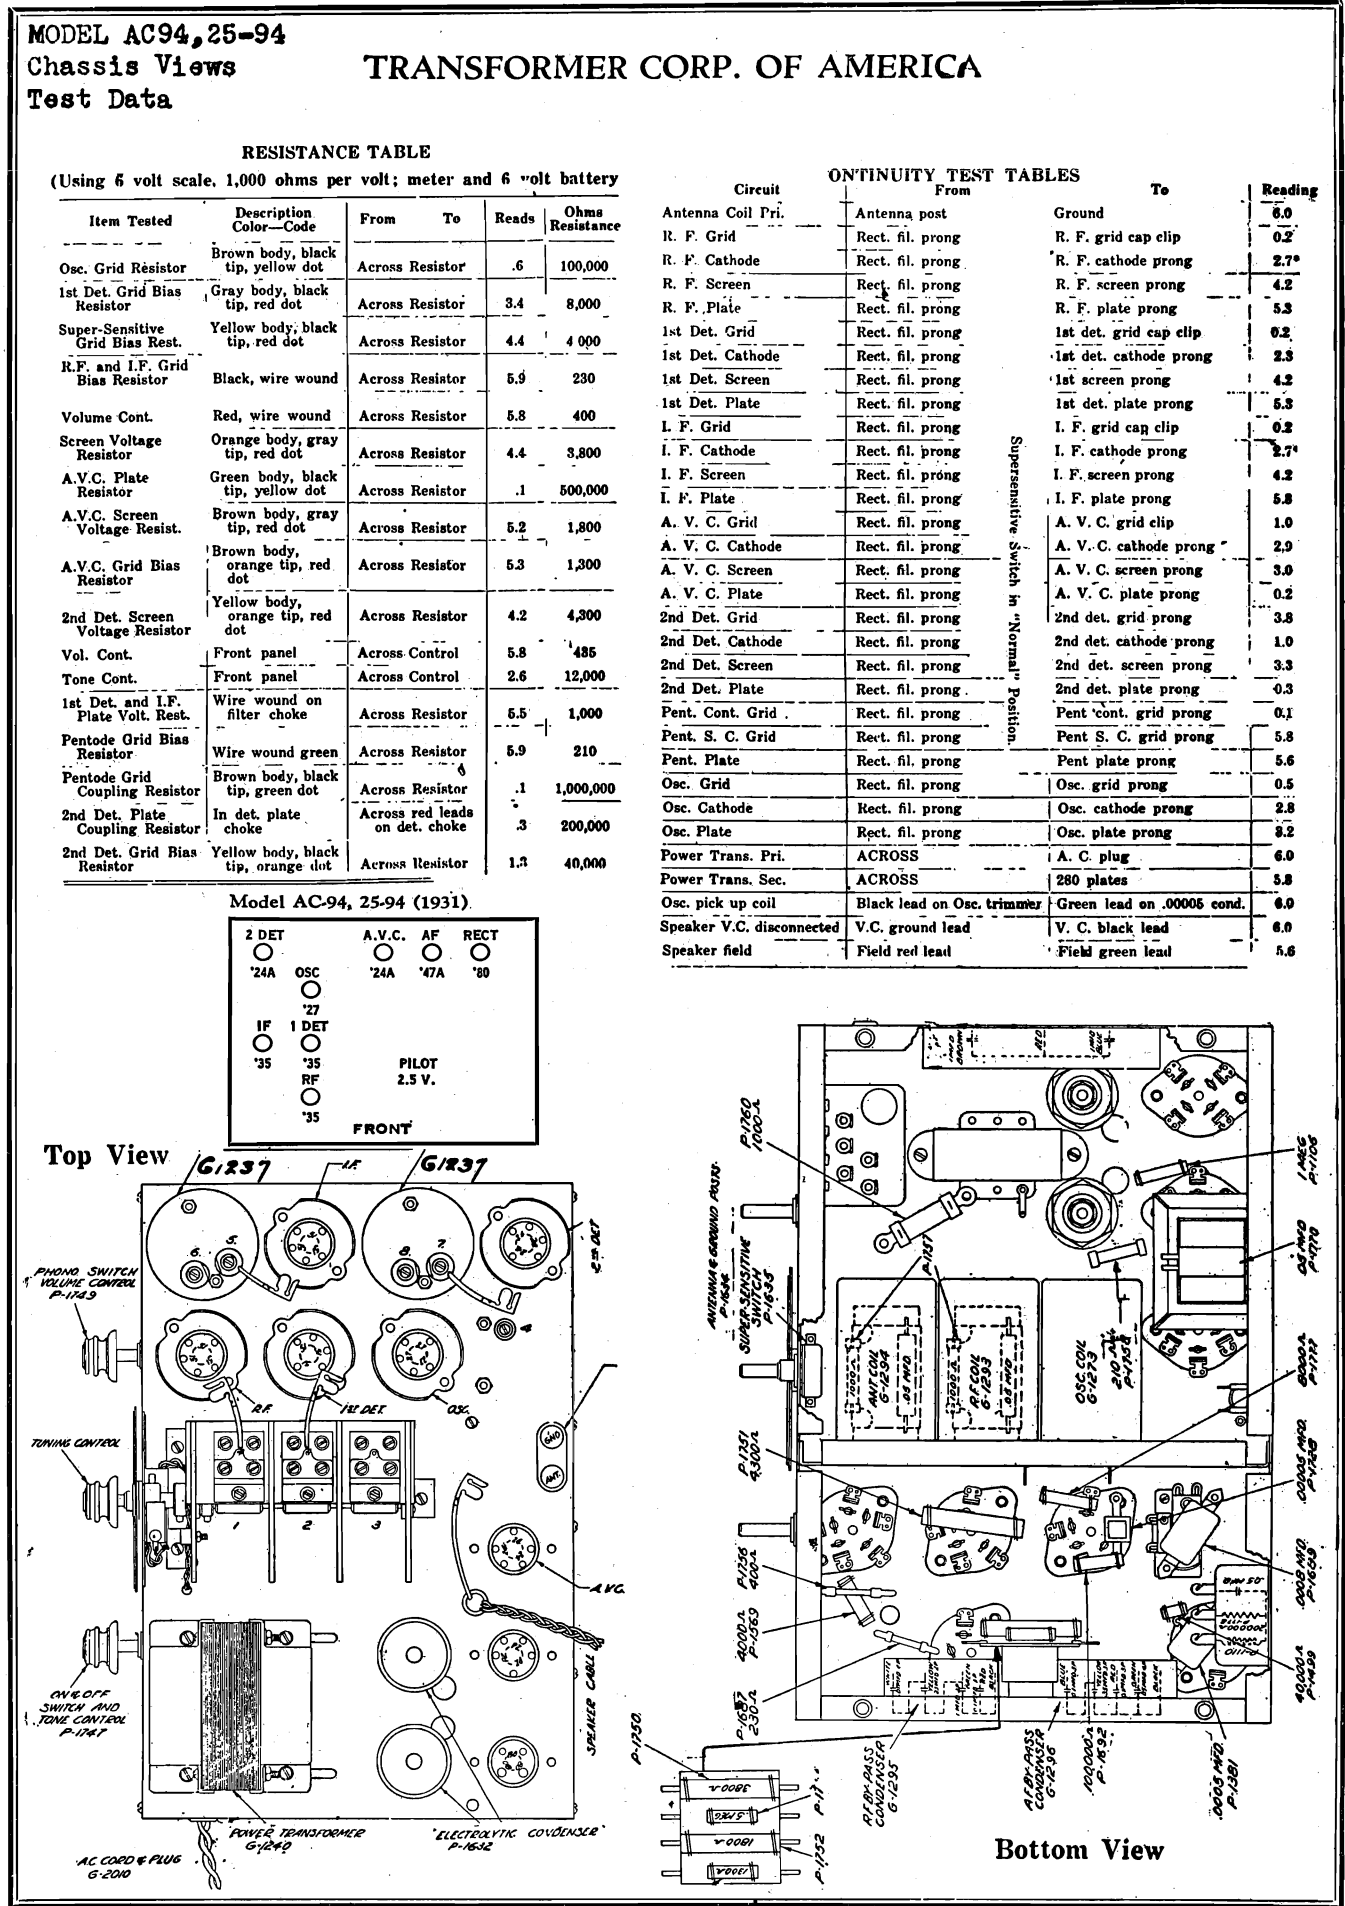 MODEL AC94,25-94
Chassis Views
Test Data
TRANSFORMER CORP. OF AMERICA
RESISTANCE TABLE
(Using 6 volt scale, 1,000 ohms per volt; meter and 6 volt battery
Item Tested Description Color—Code From To Reads Ohms Resistance
Osc. Grid Resistor Brown body, black tip, yellow dot Across Resistor .6 100,000
1st Det. Grid Bias Resistor Gray body, black tip, red dot Across Resistor 3.4 8,000
Super-Sensitive Grid Bias Rest. Yellow body, black tip, red dot Across Resistor 4.4 4 000
R.F. and I.F. Grid Bias Resistor Black, wire wound Across Resistor 5.9 230
Volume Cont. Red, wire wound Across Resistor 5.8 400
Screen Voltage Resistor Orange body, gray tip, red dot Across Resistor 4.4 3,800
A.V.C. Plate Resistor Green body, black tip, yellow dot Across Resistor .1 500,000
A.V.C. Screen Voltage Resist. Brown body, gray tip, red dot Across Resistor 5.2 1,800
A.V.C. Grid Bias Resistor Brown body, orange tip, red dot Across Resistor 5.3 1,300
2nd Det. Screen Voltage Resistor Yellow body, orange tip, red dot Across Resistor 4.2 4,300
Vol. Cont. Front panel Across Control 5.8 435
Tone Cont. Front panel Across Control 2.6 12,000
1st Det. and I.F. Plate Volt. Rest. Wire wound on filter choke Across Resistor 5.5 1,000
Pentode Grid Bias Resistor Wire wound green Across Resistor 5.9 210
Pentode Grid Coupling Resistor Brown body, black tip, green dot Across Resistor .1 1,000,000
2nd Det. Plate Coupling Resistor In det. plate choke Across red leads on det. choke .3 200,000
2nd Det. Grid Bias Resistor Yellow body, black tip, orange dot Across Resistor 1.3 40,000
ONTINUITY TEST TABLES
Circuit From To Reading
Antenna Coil Pri. Antenna post Ground 6.0
R. F. Grid Rect. fil. prong R. F. grid cap clip 0.2
R. F. Cathode Rect. fil. prong R. F. cathode prong 2.7*
R. F. Screen Rect. fil. prong R. F. screen prong 4.2
R. F. Plate Rect. fil. prong R. F. plate prong 5.3
1st Det. Grid Rect. fil. prong 1st det. grid cap clip 0.2
1st Det. Cathode Rect. fil. prong 1st det. cathode prong 2.3
1st Det. Screen Rect. fil. prong 1st screen prong 4.2
1st Det. Plate Rect. fil. prong 1st det. plate prong 5.3
I. F. Grid Rect. fil. prong I. F. grid cap clip 0.2
I. F. Cathode Rect. fil. prong I. F. cathode prong 2.7*
I. F. Screen Rect. fil. prong I. F. screen prong 4.2
I. F. Plate Rect. fil. prong I. F. plate prong 5.8
A. V. C. Grid Rect. fil. prong A. V. C. grid clip 1.0
A. V. C. Cathode Rect. fil. prong A. V. C. cathode prong 2,9
A. V. C. Screen Rect. fil. prong A. V. C. screen prong 3.0
A. V. C. Plate Rect. fil. prong A. V. C. plate prong 0.2
2nd Det. Grid Rect. fil. prong 2nd det. grid prong 3.8
2nd Det. Cathode Rect. fil. prong 2nd det. cathode prong 1.0
2nd Det. Screen Rect. fil. prong 2nd det. screen prong 3.3
2nd Det. Plate Rect. fil. prong 2nd det. plate prong 0.3
Pent. Cont. Grid Rect. fil. prong Pent cont. grid prong 0.1
Pent. S. C. Grid Rect. fil. prong Pent S. C. grid prong 5.8
Pent. Plate Rect. fil. prong Pent plate prong 5.6
Osc. Grid Rect. fil. prong Osc. grid prong 0.5
Osc. Cathode Rect. fil. prong Osc. cathode prong 2.8
Osc. Plate Rect. fil. prong Osc. plate prong 3.2
Power Trans. Pri. ACROSS A. C. plug 6.0
Power Trans. Sec. ACROSS 280 plates 5.8
Osc. pick up coil Black lead on Osc. trimmer Green lead on .00005 cond. 6.0
Speaker V.C. disconnected V.C. ground lead V. C. black lead 6.0
Speaker field Field red lead Field green lead 5.6
Supersensitive Switch in "Normal" Position.
Model AC-94, 25-94 (1931)
2 DET A.V.C. AF RECT
'24A OSC '24A '47A '80
'27
IF 1 DET
'35 '35 PILOT
RF 2.5 V.
'35
FRONT
Top View
G1237
I.F.
G1237
2ND DET
6. 5. 8. 7.
4
PHONO SWITCH
VOLUME CONTROL
P-1749
R.F.
1ST DET.
OSC.
TUNING CONTROL
GND
ANT.
1 2 3
A.V.C.
ON & OFF
SWITCH AND
TONE CONTROL
P-1747
SPEAKER CABLE
POWER TRANSFORMER
G-1240
ELECTROLYTIC CONDENSER
P-1632
A.C. CORD & PLUG
G-2010
P-1760
1000Ω
ANTENNA & GROUND POSTS
P-1636
SUPER-SENSITIVE
SWITCH
P-1635
P-1757
1 MEG
P-1106
P-1770
RED
ANT COIL
G-1294
.05 MFD
1000Ω
R.F. COIL
G-1293
.05 MFD
1000Ω
OSC. COIL
G-1273
210Ω
P-1758
8000Ω
P-1777
P-1751
4300Ω
.00005 MFD.
P-1728
P-1756
400Ω
.0008 MFD.
P-1689
4000Ω
P-1569
P-1687
230Ω
40,000Ω
P-1499
P-1750
3800Ω
.5 MEG
1800Ω
1300Ω
P-1752
R.F. BY-PASS
CONDENSER
G-1295
A.F. BY-PASS
CONDENSER
G-1296
100,000Ω
P-1692
.0005 MFD
P-1381
Bottom View